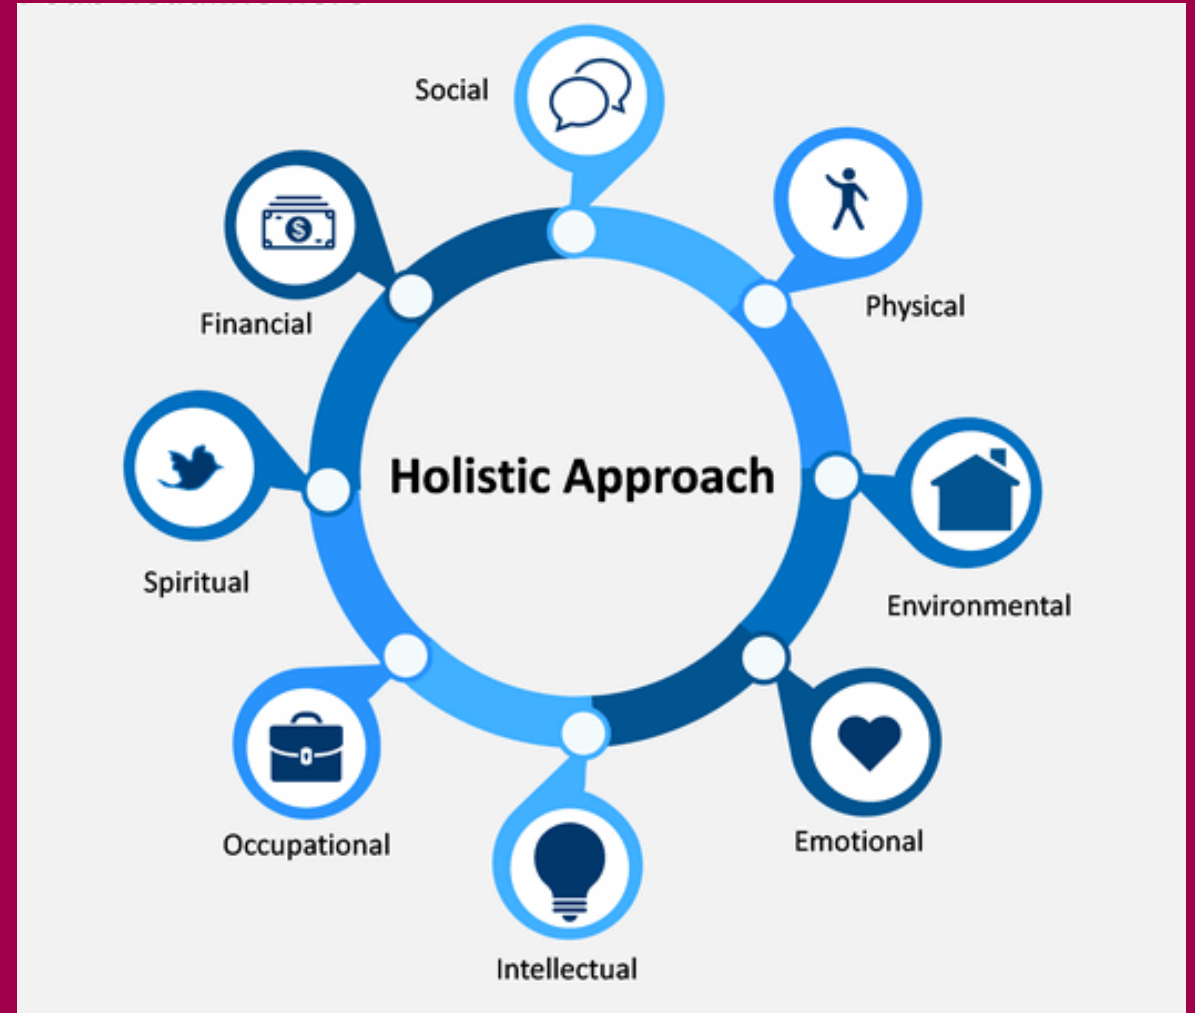 Social
Physical
Financial
Holistic Approach
Spiritual
Environmental
Occupational
Emotional
Intellectual
$